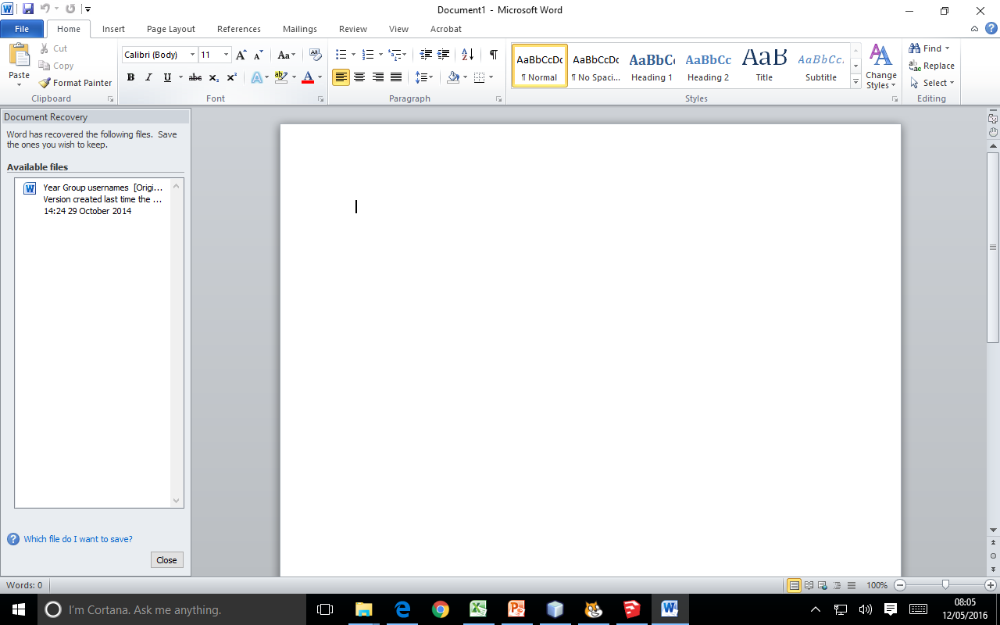 Document1 - Microsoft Word
File Home Insert Page Layout References Mailings Review View Acrobat
Paste Cut Copy Format Painter
Calibri (Body) 11
AaBbCcDc AaBbCcDc AaBbCc AaBbCc AaB AaBbCc.
¶ Normal ¶ No Spaci... Heading 1 Heading 2 Title Subtitle
Change Styles
Find Replace Select
Clipboard Font Paragraph Styles Editing
Document Recovery
Word has recovered the following files. Save
the ones you wish to keep.
Available files
Year Group usernames [Origi...
Version created last time the ...
14:24 29 October 2014
Which file do I want to save?
Close
Words: 0
100%
I'm Cortana. Ask me anything.
08:05
12/05/2016